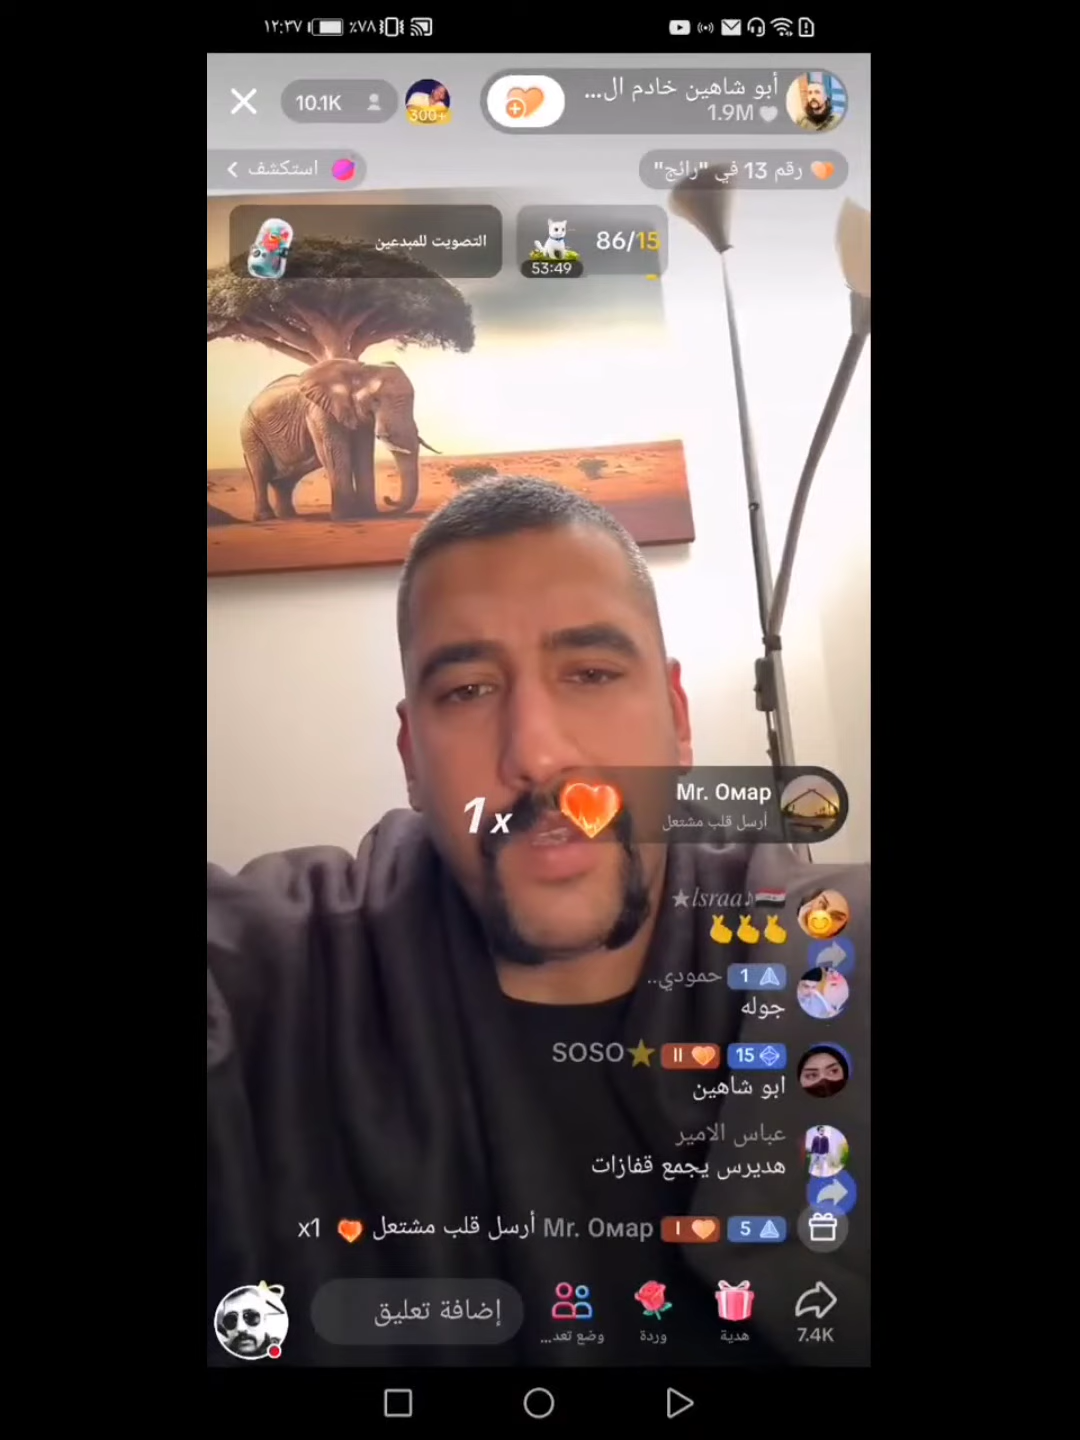 ١٢:٣٧ ٪٧٨
أبو شاهين خادم ال...
1.9M
300+
10.1K
رقم 13 في "رائج"
استكشف
86/15
53:49
التصويت للمبدعين
Mr. Омар
أرسل قلب مشتعل
1x
★Israa♪
حمودي.. 1
جوله
SOSO⭐ II 15
ابو شاهين
عباس الامير
هديرس يجمع قفازات
5 I Mr. Омар أرسل قلب مشتعل x1
إضافة تعليق
وضع تعد...
وردة
هدية
7.4K